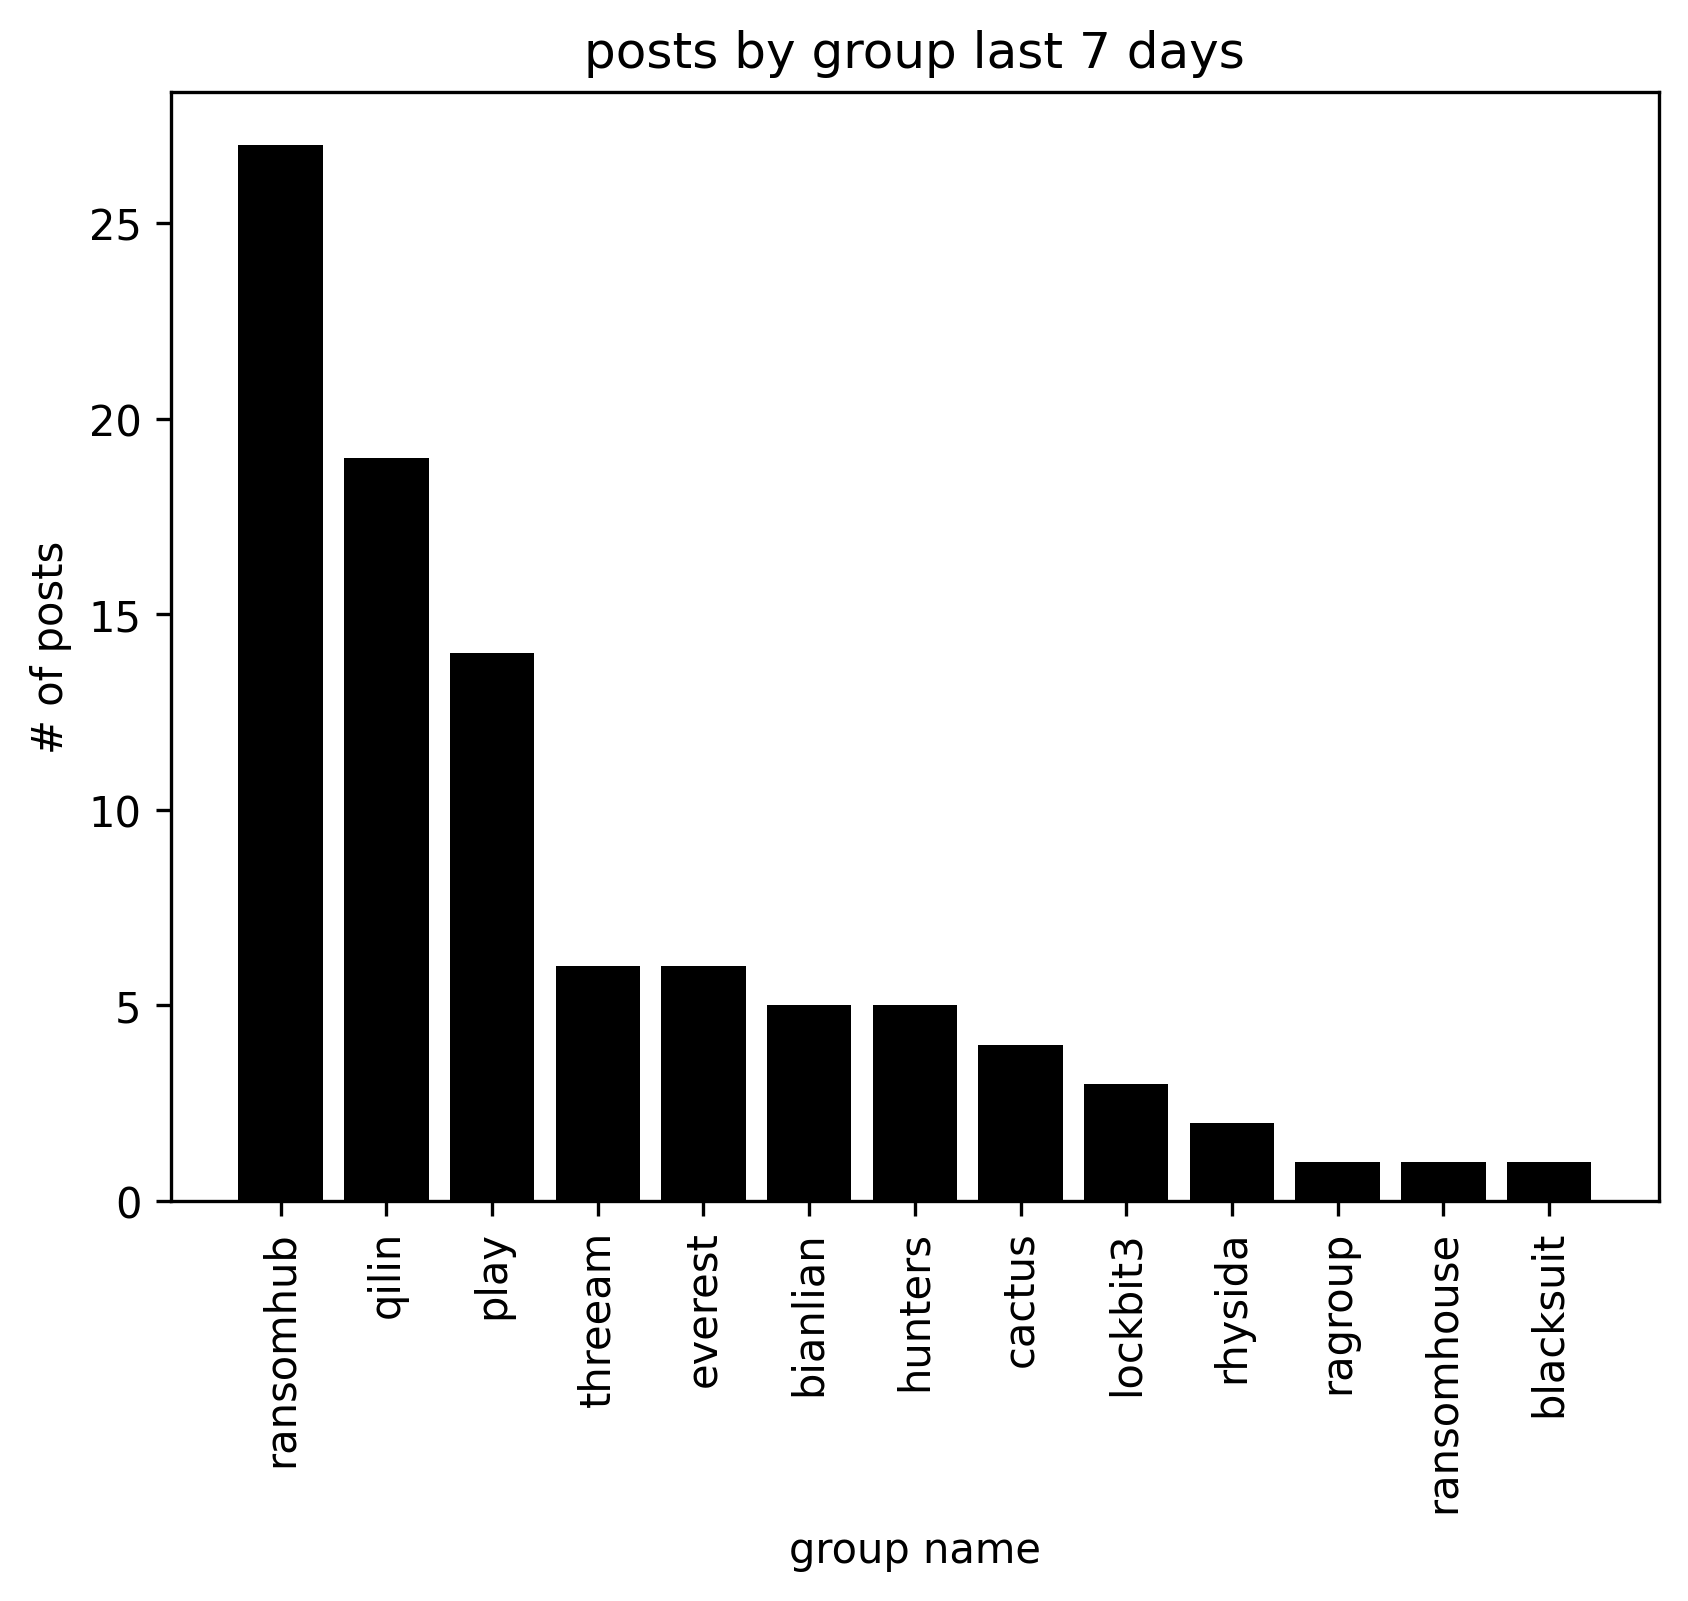 posts by group last 7 days
# of posts
25
20
15
10
5
0
ransomhub
qilin
play
threeam
everest
bianlian
hunters
cactus
lockbit3
rhysida
ragroup
ransomhouse
blacksuit
group name